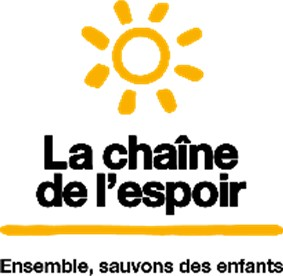 La chaîne
de l'espoir
Ensemble, sauvons des enfants